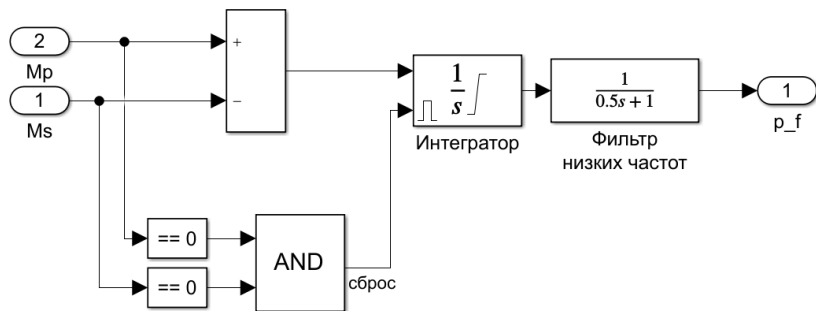 2
Mp
1
Ms
+
−
== 0
== 0
AND
сброс
1
s
Интегратор
1
0.5s + 1
Фильтр
низких частот
1
p_f